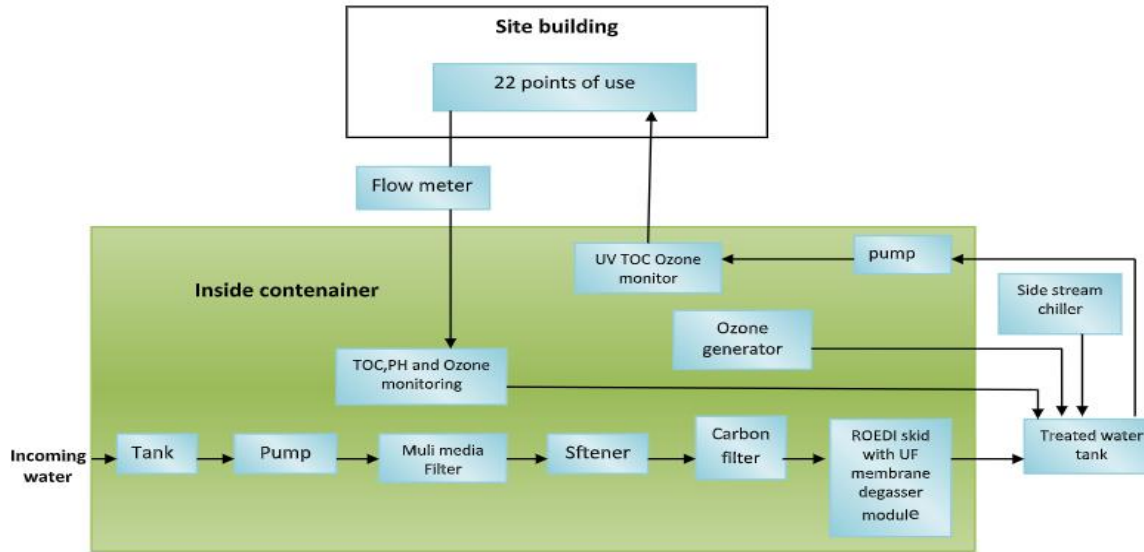 Site building
22 points of use
Flow meter
UV TOC Ozone
monitor
pump
Inside contenainer
Side stream
chiller
Ozone
generator
TOC,PH and Ozone
monitoring
Incoming
water
Tank
Pump
Muli media
Filter
Sftener
Carbon
filter
ROEDI skid
with UF
membrane
degasser
module
Treated water
tank